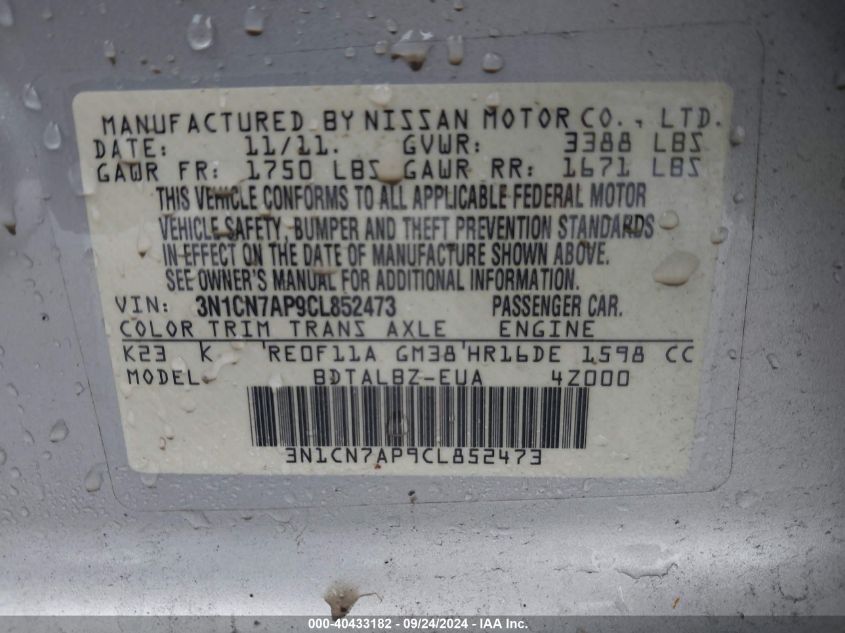 MANUFACTURED BY NISSAN MOTOR CO., LTD.
DATE: 11/11. GVWR: 3388 LBS
GAWR FR: 1750 LBS GAWR RR: 1671 LBS
THIS VEHICLE CONFORMS TO ALL APPLICABLE FEDERAL MOTOR
VEHICLE SAFETY, BUMPER AND THEFT PREVENTION STANDARDS
IN EFFECT ON THE DATE OF MANUFACTURE SHOWN ABOVE.
SEE OWNER'S MANUAL FOR ADDITIONAL INFORMATION.
VIN: 3N1CN7AP9CL852473 PASSENGER CAR.
COLOR TRIM TRANS AXLE ENGINE
K23 K 'RE0F11A GM38'HR16DE 1598 CC
MODEL: BDTALBZ-EUA 4Z000
3N1CN7AP9CL852473
000-40433182 - 09/24/2024 - IAA Inc.